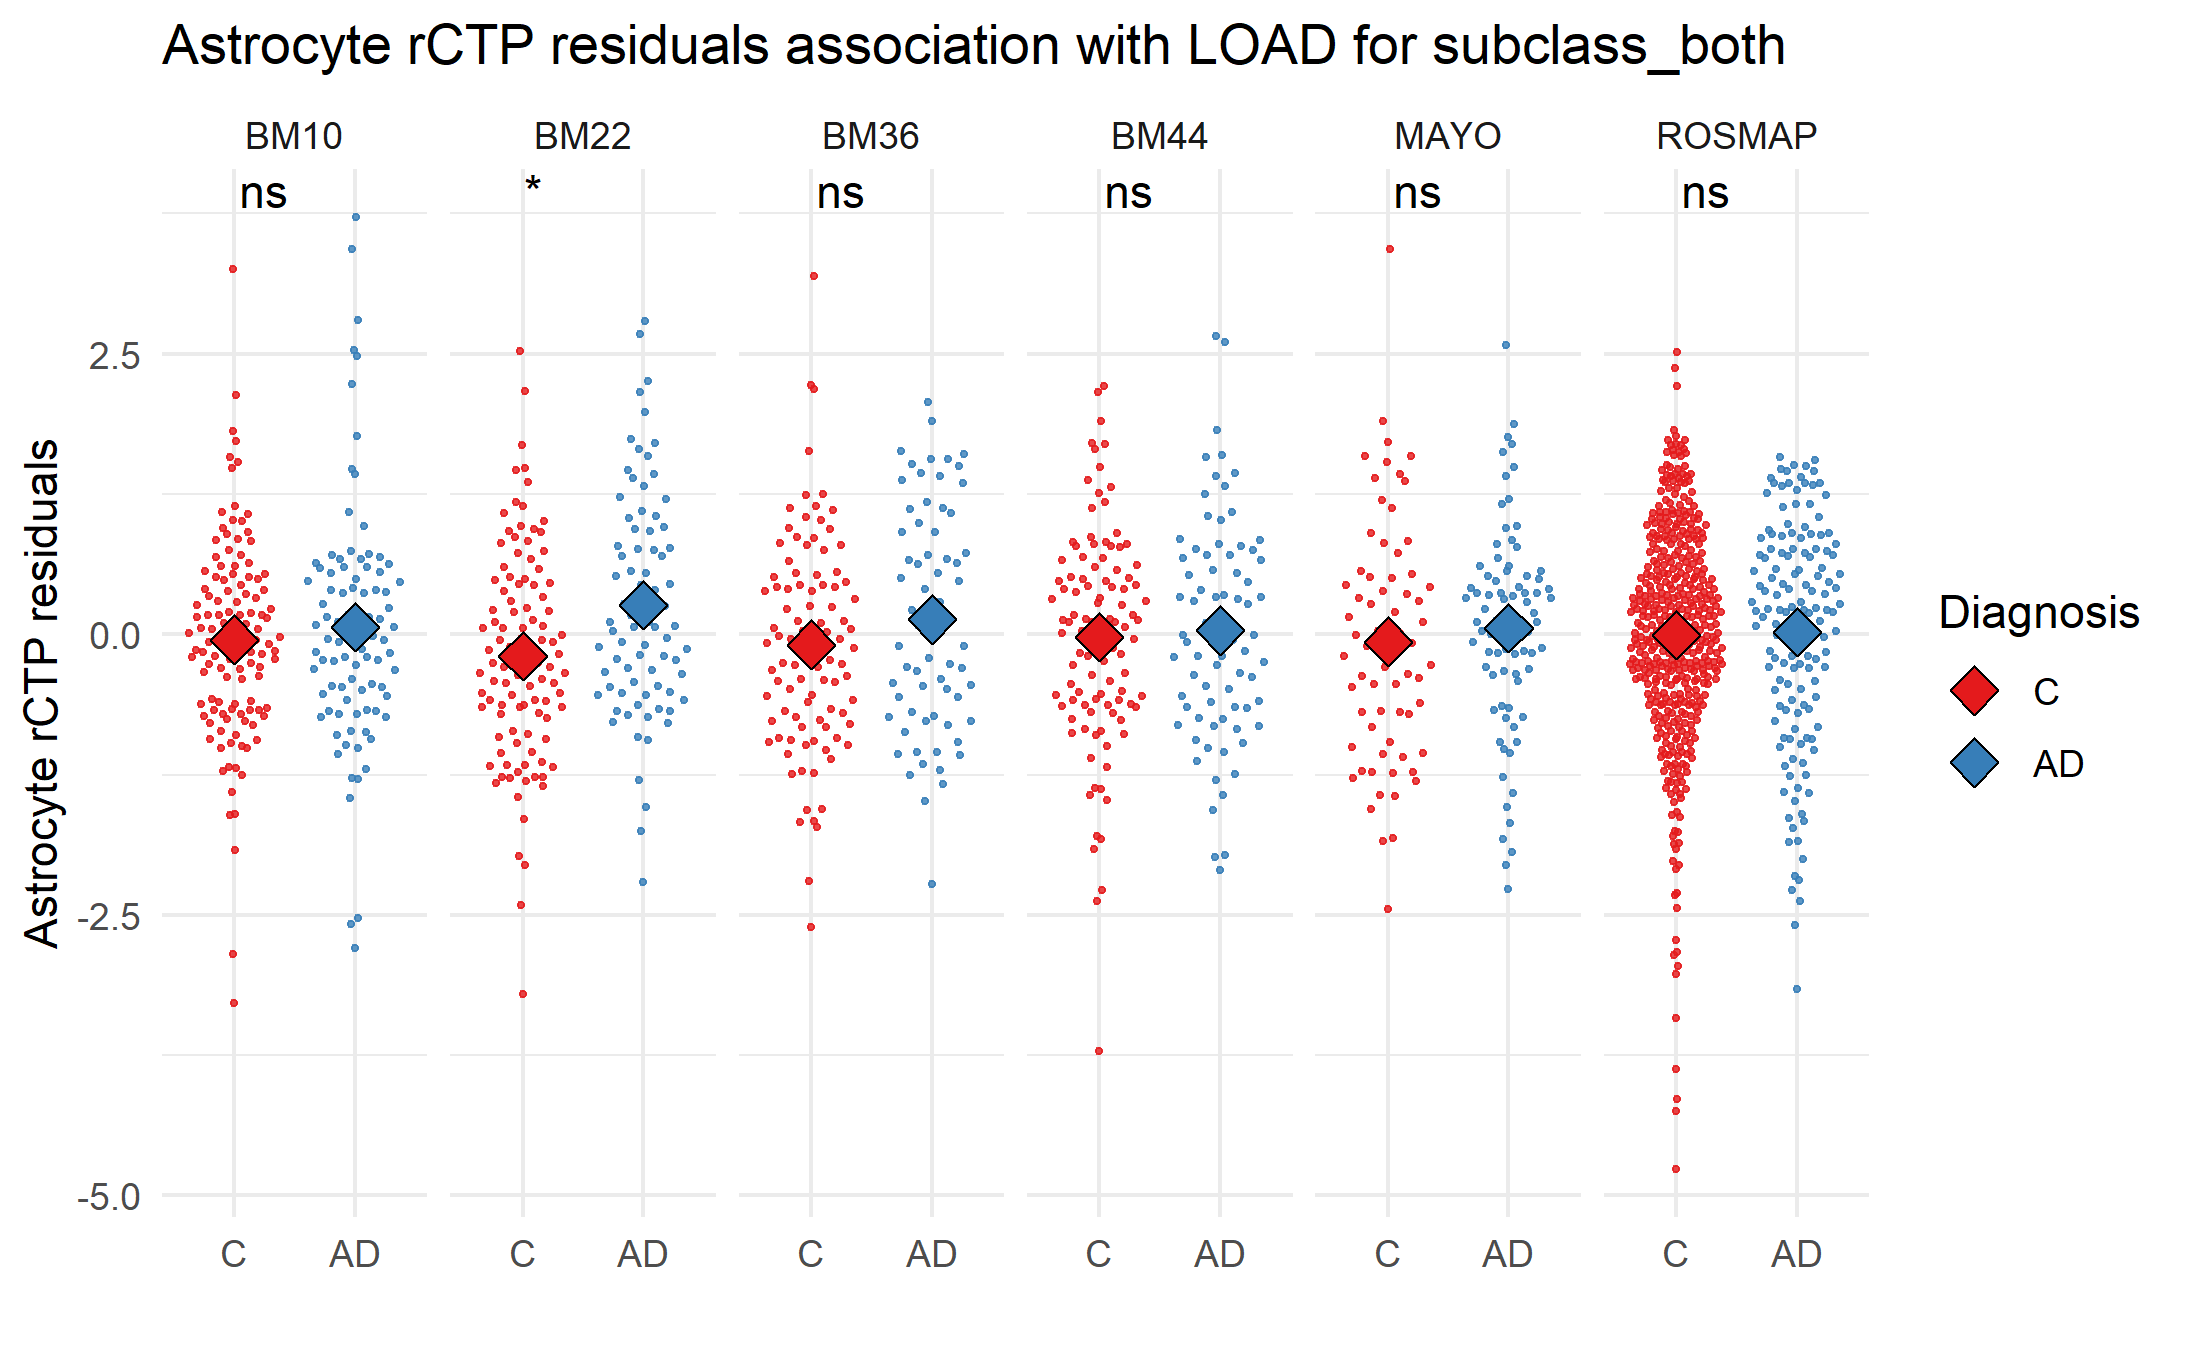 Astrocyte rCTP residuals association with LOAD for subclass_both
BM10 BM22 BM36 BM44 MAYO ROSMAP
ns * ns ns ns ns
2.5
0.0
-2.5
-5.0
Astrocyte rCTP residuals
C AD C AD C AD C AD C AD C AD
Diagnosis
C
AD